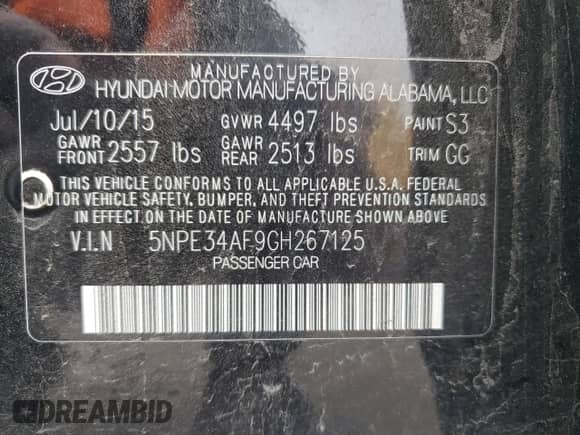 MANUFACTURED BY
HYUNDAI MOTOR MANUFACTURING ALABAMA, LLC
Jul/10/15 GVWR 4497 lbs PAINT S3
GAWR FRONT 2557 lbs GAWR REAR 2513 lbs TRIM GG
THIS VEHICLE CONFORMS TO ALL APPLICABLE U.S.A. FEDERAL
MOTOR VEHICLE SAFETY, BUMPER, AND THEFT PREVENTION STANDARDS
IN EFFECT ON THE DATE OF MANUFACTURE SHOWN ABOVE
V.I.N 5NPE34AF9GH267125
PASSENGER CAR
DREAMBID